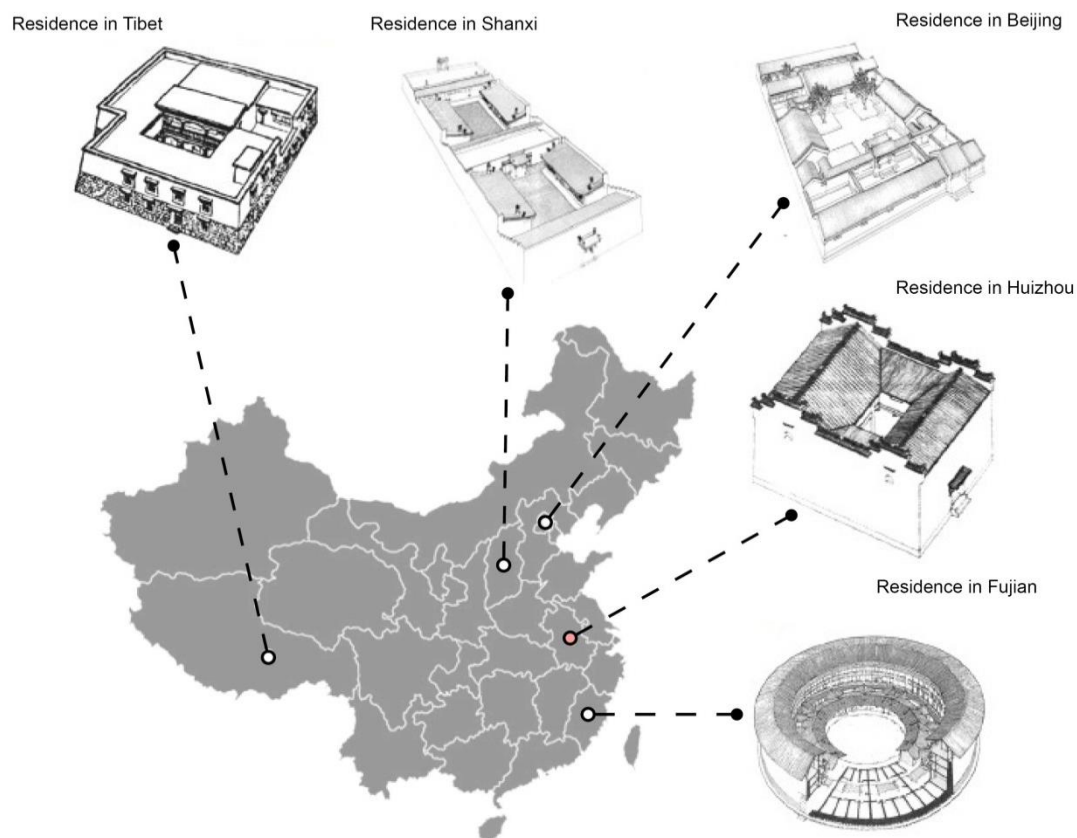 Residence in Tibet
Residence in Shanxi
Residence in Beijing
Residence in Huizhou
Residence in Fujian